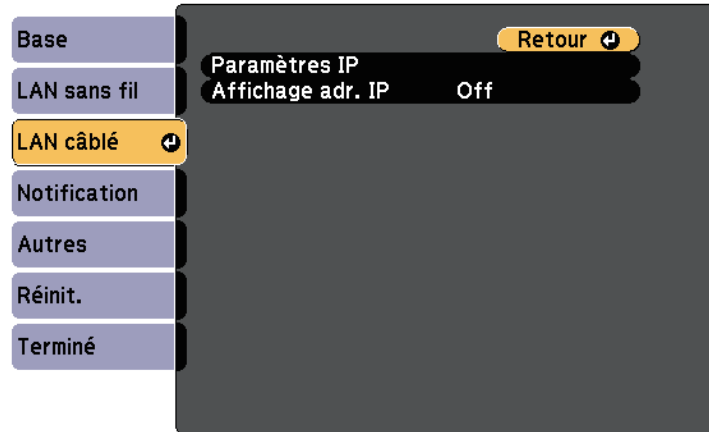 Base
LAN sans fil
LAN câblé
Notification
Autres
Réinit.
Terminé
Retour
Paramètres IP
Affichage adr. IP Off